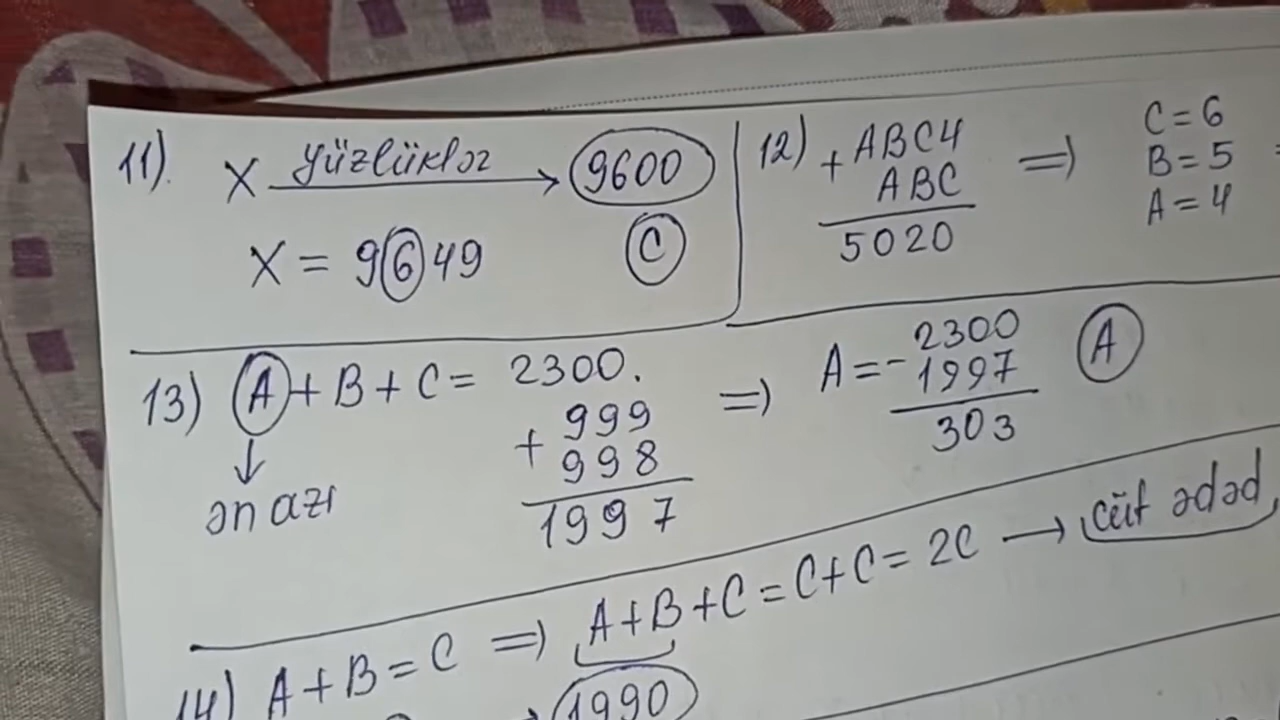 11). X yüzlüklər → 9600
X = 9649 C
12) + ABC4
ABC
5020
=> C = 6
B = 5
A = 4
13) A + B + C = 2300.
ən azı
+ 999
998
1997
=> A = - 2300
1997
303
A
14) A + B = C => A + B + C = C + C = 2C → cüt ədəd
1990